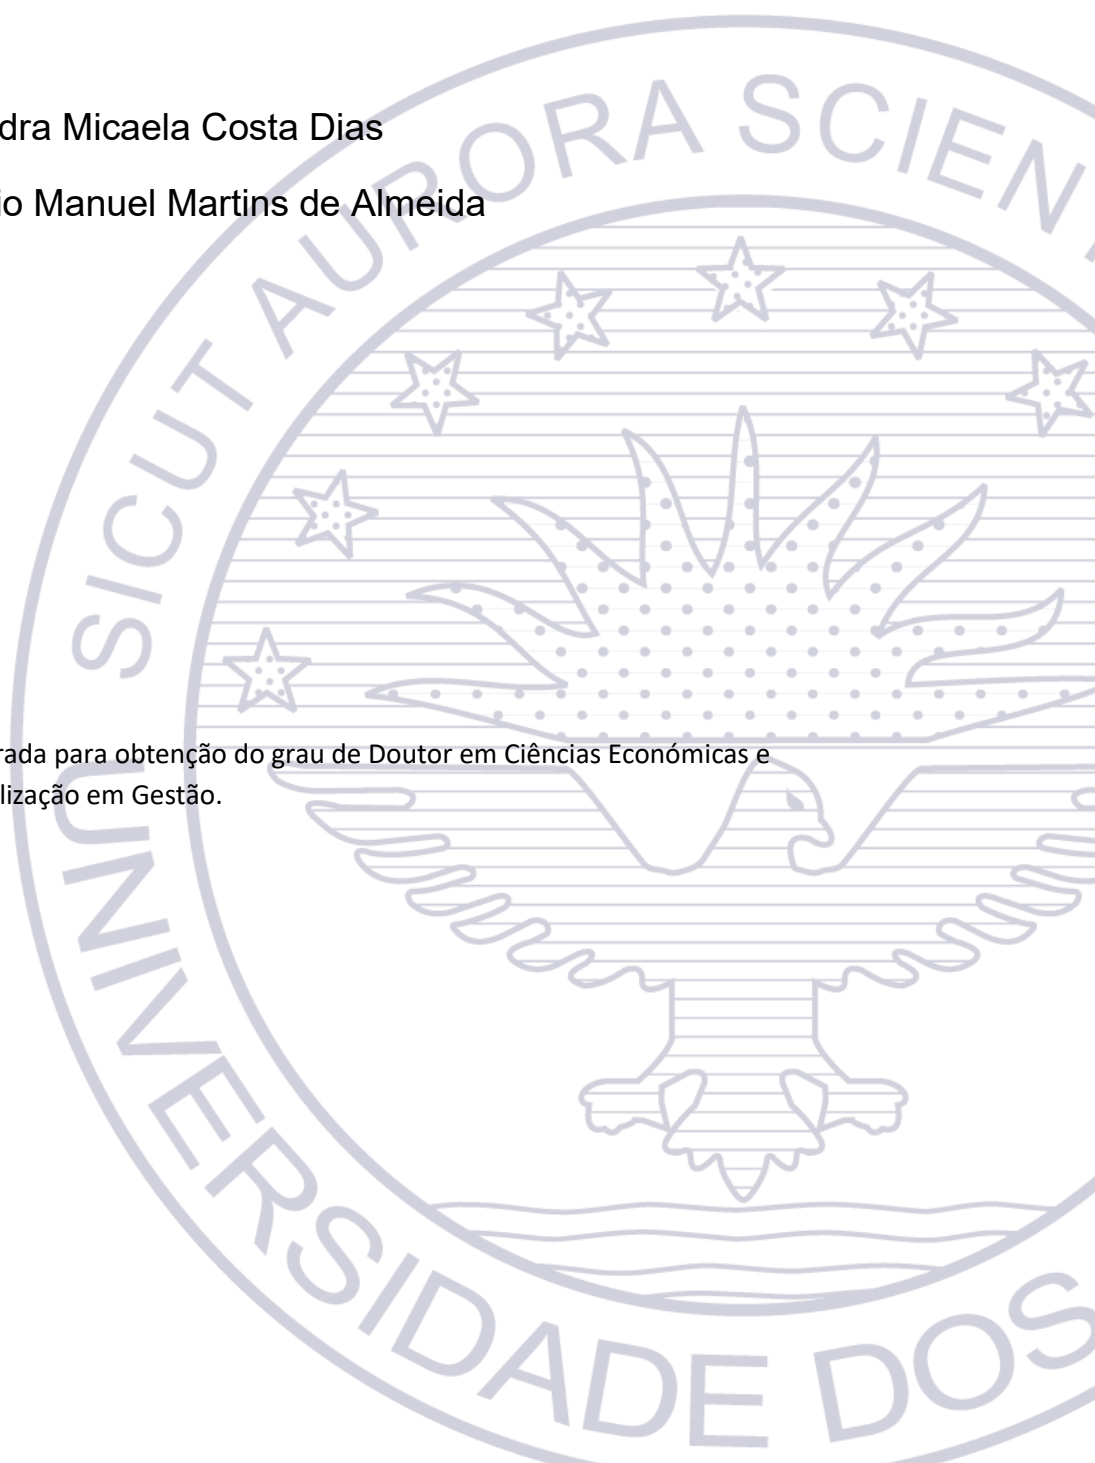 dra Micaela Costa Dias
io Manuel Martins de Almeida
rada para obtenção do grau de Doutor em Ciências Económicas e
lização em Gestão.
SICUT AURORA SCIEN
UNIVERSIDADE DOS